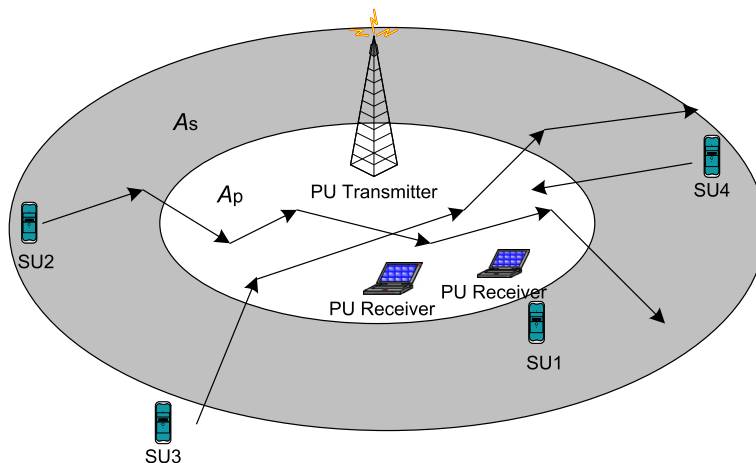 As
Ap
PU Transmitter
SU4
SU2
PU Receiver
PU Receiver
SU1
SU3